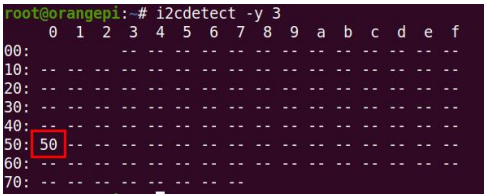 root@orangepi:~# i2cdetect -y 3
     0  1  2  3  4  5  6  7  8  9  a  b  c  d  e  f
00:          -- -- -- -- -- -- -- -- -- -- -- -- --
10: -- -- -- -- -- -- -- -- -- -- -- -- -- -- -- --
20: -- -- -- -- -- -- -- -- -- -- -- -- -- -- -- --
30: -- -- -- -- -- -- -- -- -- -- -- -- -- -- -- --
40: -- -- -- -- -- -- -- -- -- -- -- -- -- -- -- --
50: 50 -- -- -- -- -- -- -- -- -- -- -- -- -- -- --
60: -- -- -- -- -- -- -- -- -- -- -- -- -- -- -- --
70: -- -- -- -- -- -- -- --